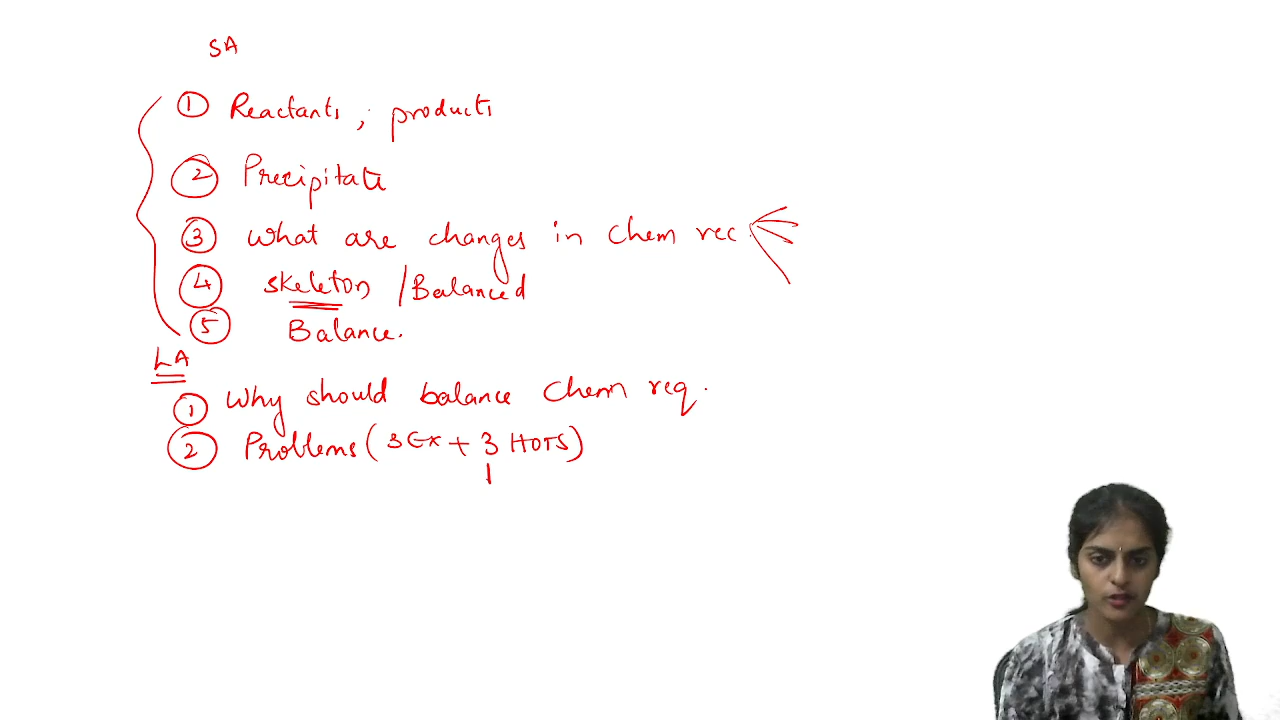 SA
① Reactants, products
② Precipitate
③ What are changes in chem rec
④ skeleton / Balanced
⑤ Balance.
LA
① Why should balance chem req.
② Problems (3 Ex + 3 HOTS)